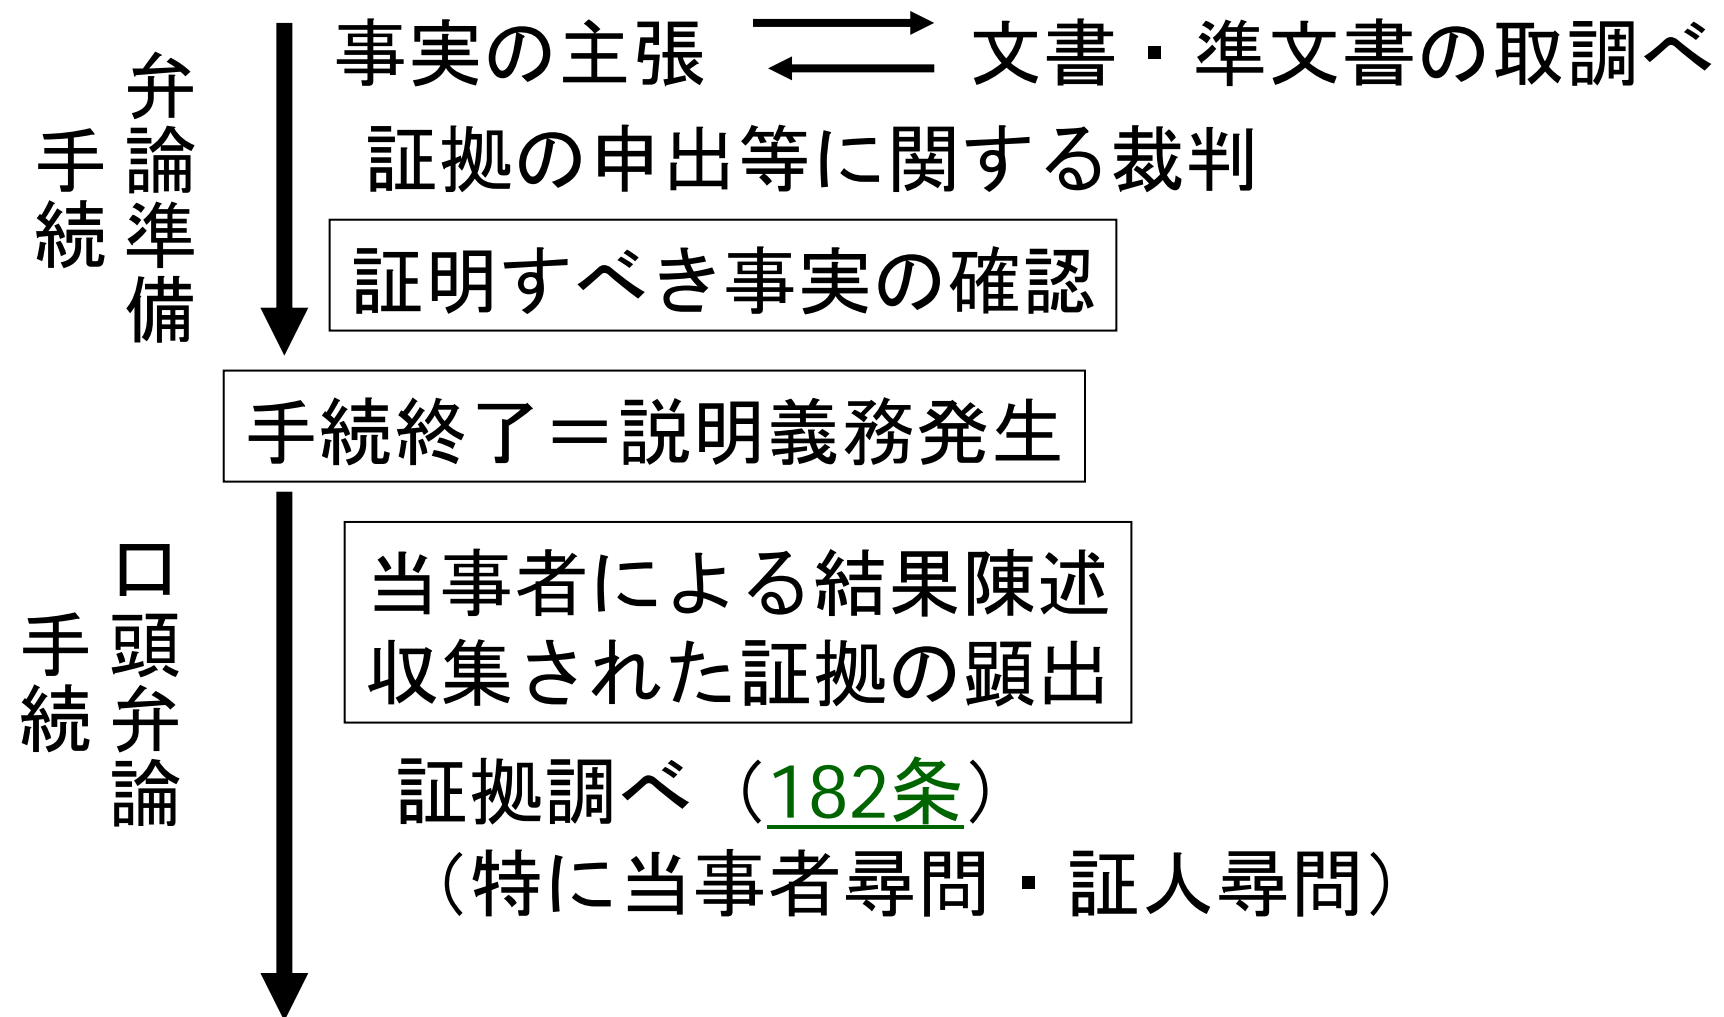 弁論準備
手続
事実の主張
文書・準文書の取調べ
証拠の申出等に関する裁判
証明すべき事実の確認
手続終了＝説明義務発生
口頭弁論
手続
当事者による結果陳述
収集された証拠の顕出
証拠調べ（182条）
（特に当事者尋問・証人尋問）